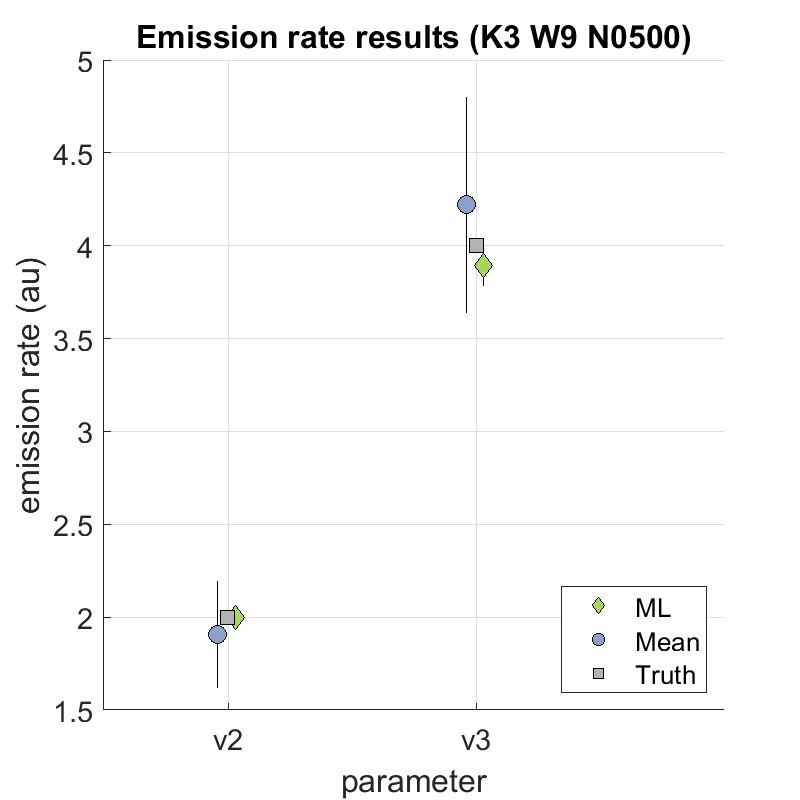 Emission rate results (K3 W9 N0500)
5
4.5
4
3.5
3
2.5
2
1.5
emission rate (au)
v2 v3
parameter
ML
Mean
Truth